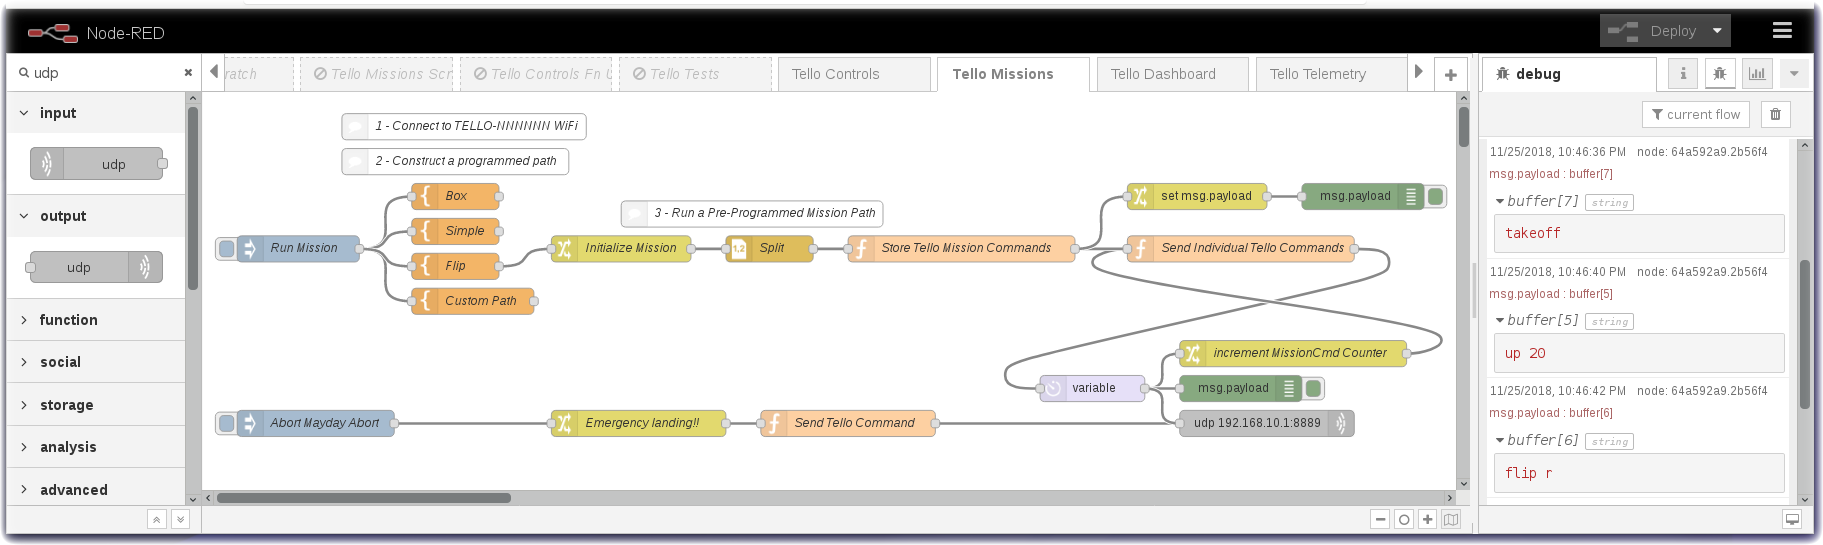 Node-RED
Deploy
udp
ratch
Tello Missions Scr
Tello Controls Fn U
Tello Tests
Tello Controls
Tello Missions
Tello Dashboard
Tello Telemetry
debug
i
input
udp
output
udp
function
social
storage
analysis
advanced
1 - Connect to TELLO-NNNNNN WiFi
2 - Construct a programmed path
Box
3 - Run a Pre-Programmed Mission Path
set msg.payload
msg.payload
Simple
Run Mission
Initialize Mission
1,2
Split
Store Tello Mission Commands
Send Individual Tello Commands
Flip
Custom Path
increment MissionCmd Counter
variable
msg.payload
Abort Mayday Abort
Emergency landing!!
Send Tello Command
udp 192.168.10.1:8889
current flow
11/25/2018, 10:46:36 PM node: 64a592a9.2b56f4
msg.payload : buffer[7]
buffer[7] string
takeoff
11/25/2018, 10:46:40 PM node: 64a592a9.2b56f4
msg.payload : buffer[5]
buffer[5] string
up 20
11/25/2018, 10:46:42 PM node: 64a592a9.2b56f4
msg.payload : buffer[6]
buffer[6] string
flip r